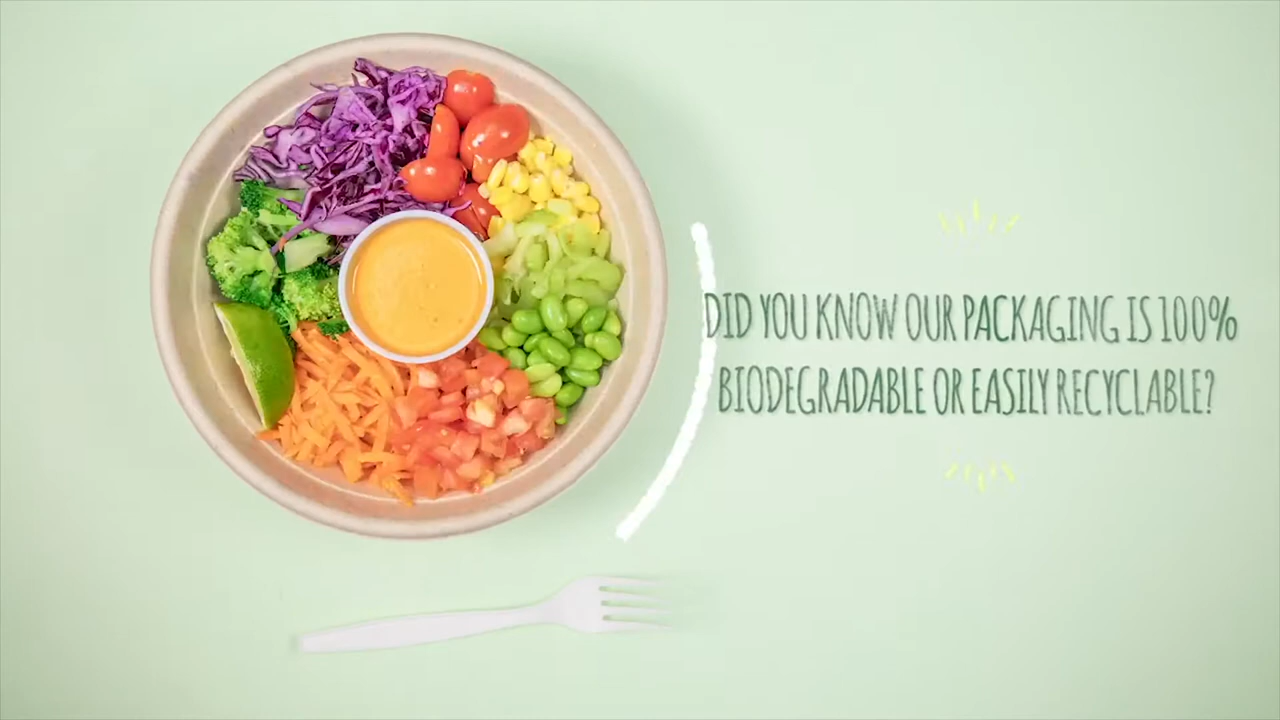 DID YOU KNOW OUR PACKAGING IS 100%
BIODEGRADABLE OR EASILY RECYCLABLE?